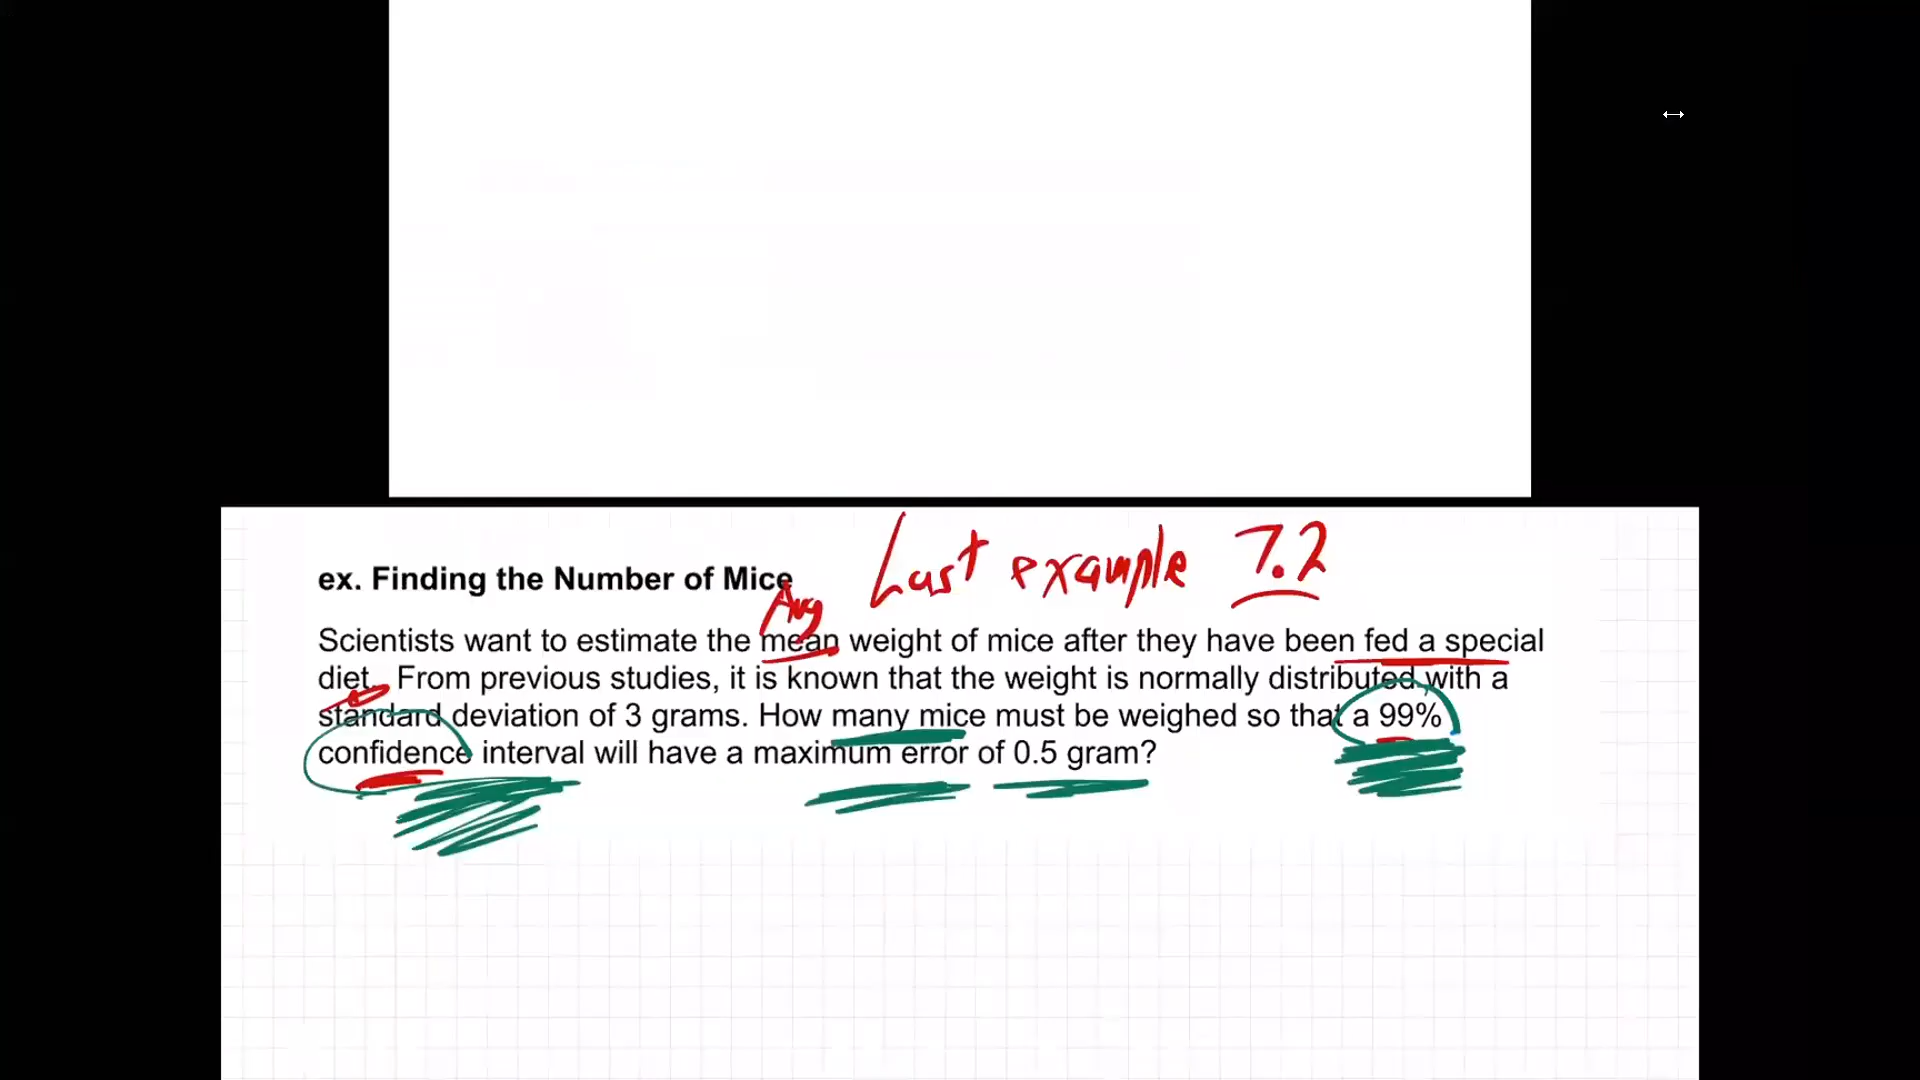 Last example 7.2
ex. Finding the Number of Mice
Avg
Scientists want to estimate the mean weight of mice after they have been fed a special
diet. From previous studies, it is known that the weight is normally distributed with a
standard deviation of 3 grams. How many mice must be weighed so that a 99%
confidence interval will have a maximum error of 0.5 gram?